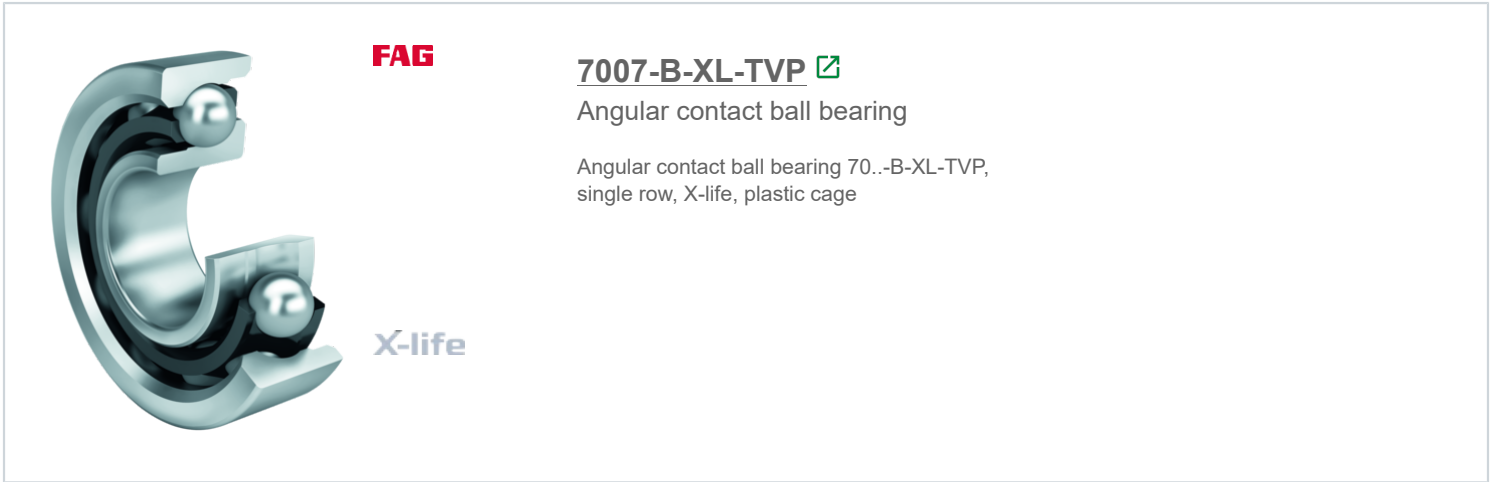 FAG
7007-B-XL-TVP
Angular contact ball bearing
Angular contact ball bearing 70..-B-XL-TVP,
single row, X-life, plastic cage
X-life